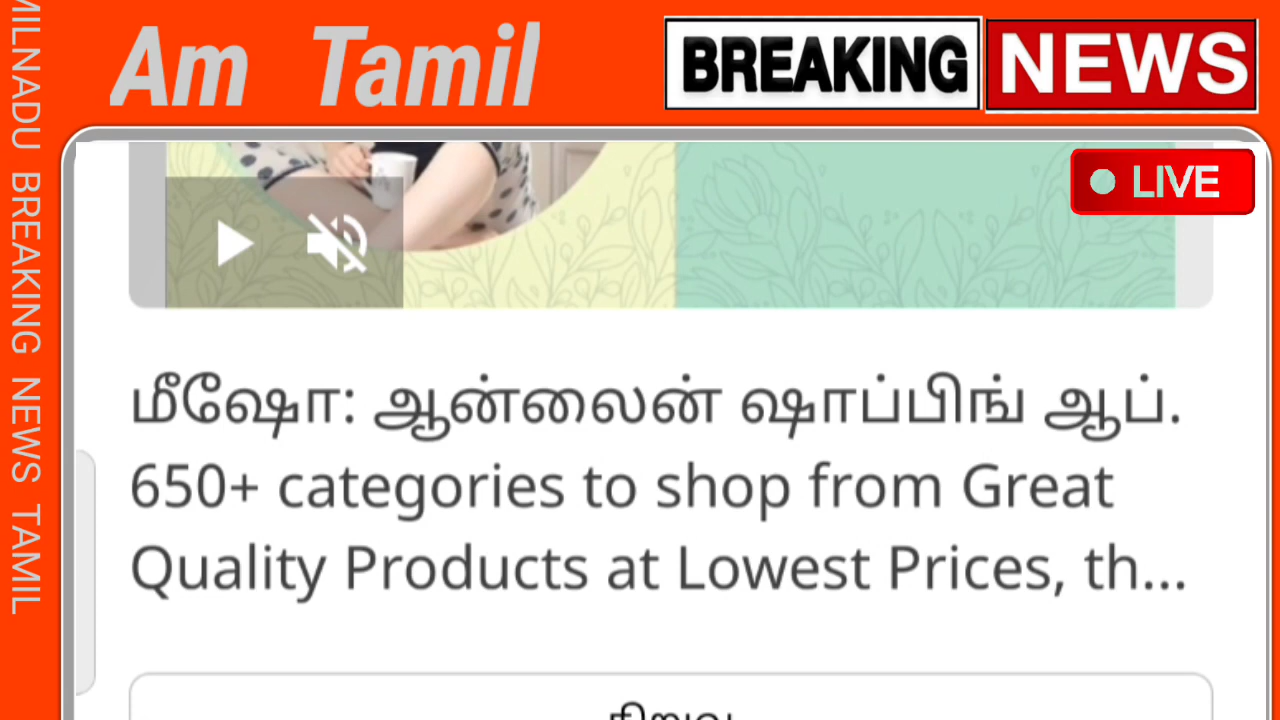 Am Tamil
BREAKING NEWS
LIVE
MILNADU BREAKING NEWS TAMIL
மீஷோ: ஆன்லைன் ஷாப்பிங் ஆப்.
650+ categories to shop from Great
Quality Products at Lowest Prices, th...